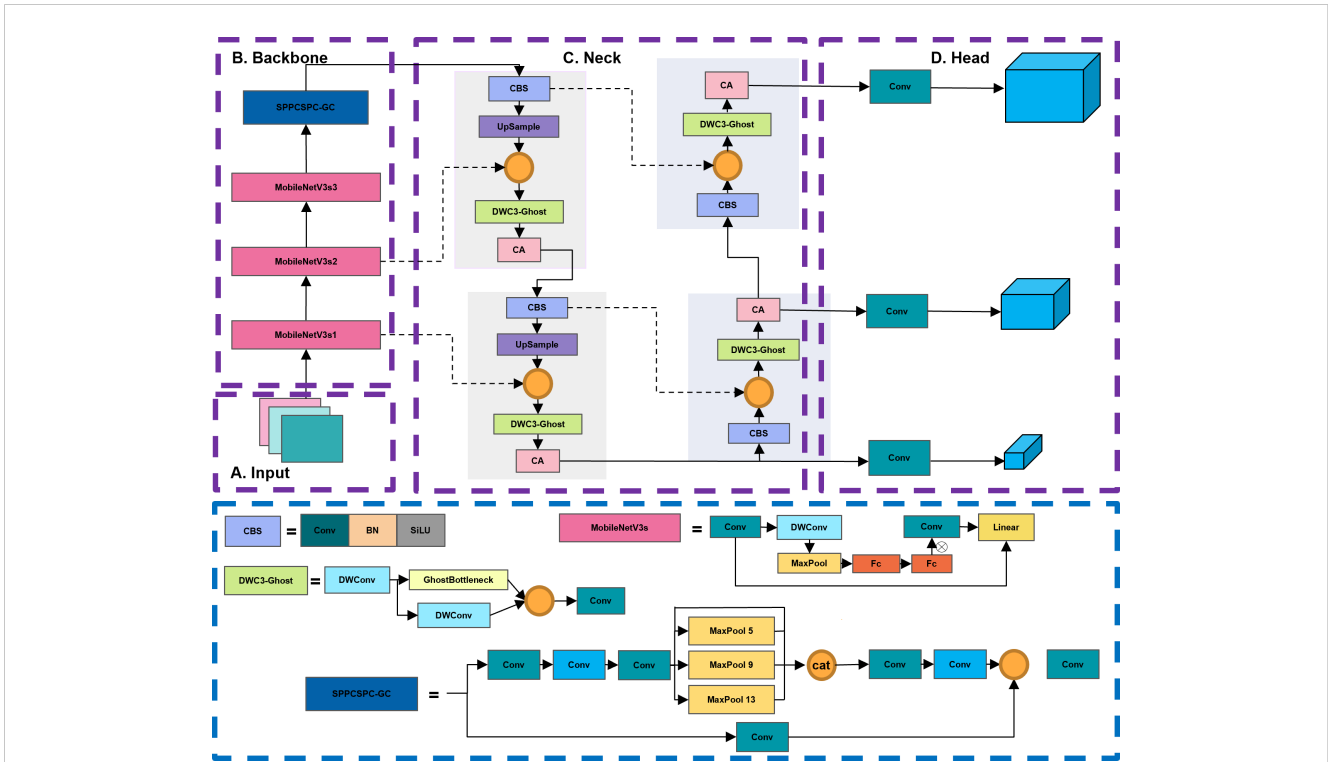 B. Backbone
C. Neck
D. Head
SPPCSPC-GC
MobileNetV3s3
MobileNetV3s2
MobileNetV3s1
A. Input
CBS
UpSample
DWC3-Ghost
CA
CBS
UpSample
DWC3-Ghost
CA
CA
DWC3-Ghost
CBS
CA
DWC3-Ghost
CBS
Conv
Conv
Conv
CBS
=
Conv
BN
SiLU
MobileNetV3s
=
Conv
DWConv
MaxPool
Fc
Fc
Conv
Linear
DWC3-Ghost
=
DWConv
GhostBottleneck
DWConv
Conv
SPPCSPC-GC
=
Conv
Conv
Conv
MaxPool 5
MaxPool 9
MaxPool 13
cat
Conv
Conv
Conv
Conv